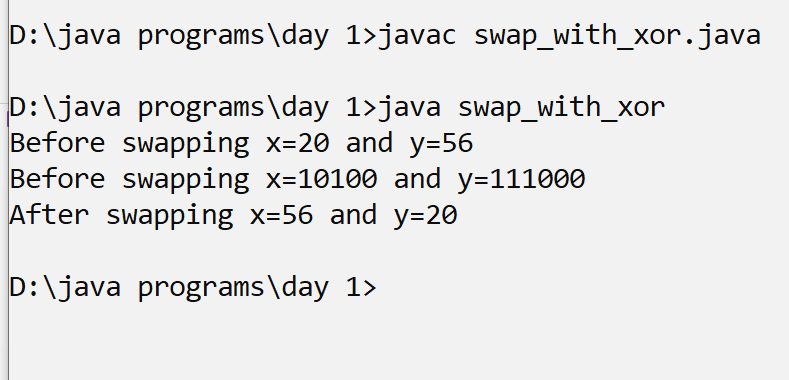 D:\java programs\day 1>javac swap_with_xor.java
D:\java programs\day 1>java swap_with_xor
Before swapping x=20 and y=56
Before swapping x=10100 and y=111000
After swapping x=56 and y=20
D:\java programs\day 1>